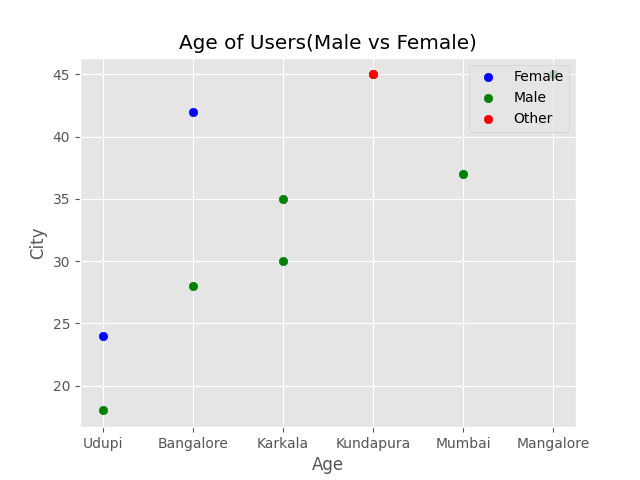 Age of Users(Male vs Female)
45
40
35
30
25
20
City
Female
Male
Other
Udupi Bangalore Karkala Kundapura Mumbai Mangalore
Age